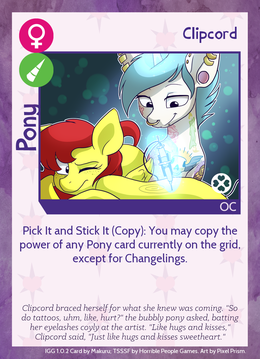 Clipcord
Pony
OC
Pick It and Stick It (Copy): You may copy the
power of any Pony card currently on the grid,
except for Changelings.
Clipcord braced herself for what she knew was coming. "So
do tattoos, uhm, like, hurt?" the bubbly pony asked, batting
her eyelashes coyly at the artist. "Like hugs and kisses,"
Clipcord said, "Just like hugs and kisses sweetheart."
IGG 1.0.2 Card by Makuru, TSSSF by Horrible People Games. Art by Pixel Prism.